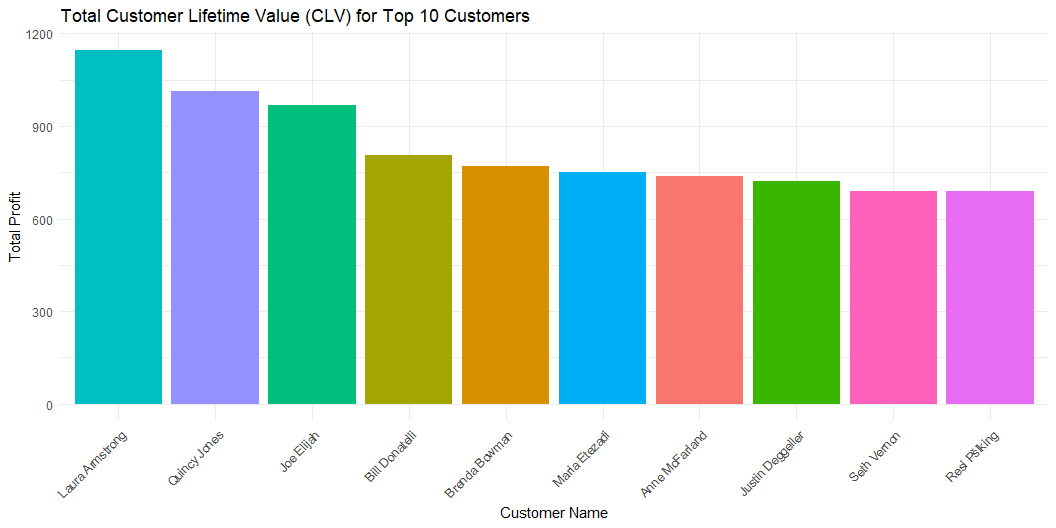 Total Customer Lifetime Value (CLV) for Top 10 Customers
Total Profit
1200
900
600
300
0
Laura Armstrong
Quincy Jones
Joe Elijah
Bill Donatelli
Brenda Bowman
Maria Etezadi
Anne McFarland
Justin Deggeller
Seth Vernon
Resi
Customer Name